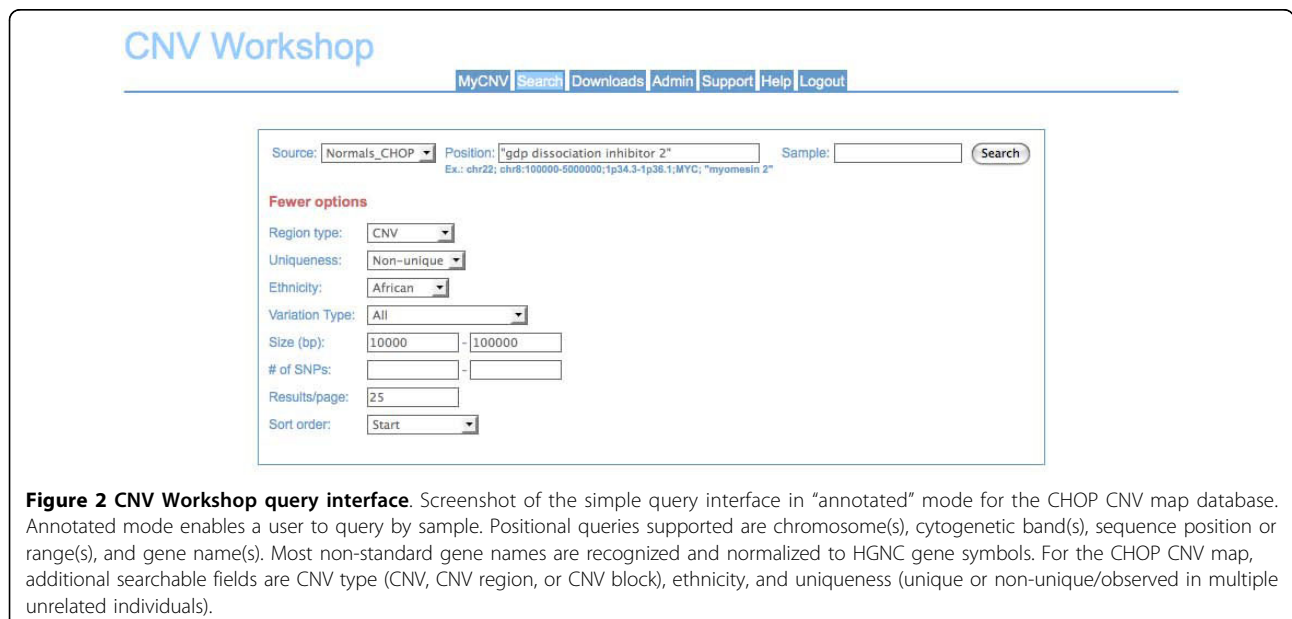 CNV Workshop
MyCNV Search Downloads Admin Support Help Logout
Source: Normals_CHOP Position: "gdp dissociation inhibitor 2" Sample: Search
Ex.: chr22; chr8:100000-5000000;1p34.3-1p36.1;MYC; "myomesin 2"
Fewer options
Region type: CNV
Uniqueness: Non-unique
Ethnicity: African
Variation Type: All
Size (bp): 10000 - 100000
# of SNPs: -
Results/page: 25
Sort order: Start
Figure 2 CNV Workshop query interface. Screenshot of the simple query interface in “annotated” mode for the CHOP CNV map database.
Annotated mode enables a user to query by sample. Positional queries supported are chromosome(s), cytogenetic band(s), sequence position or
range(s), and gene name(s). Most non-standard gene names are recognized and normalized to HGNC gene symbols. For the CHOP CNV map,
additional searchable fields are CNV type (CNV, CNV region, or CNV block), ethnicity, and uniqueness (unique or non-unique/observed in multiple
unrelated individuals).